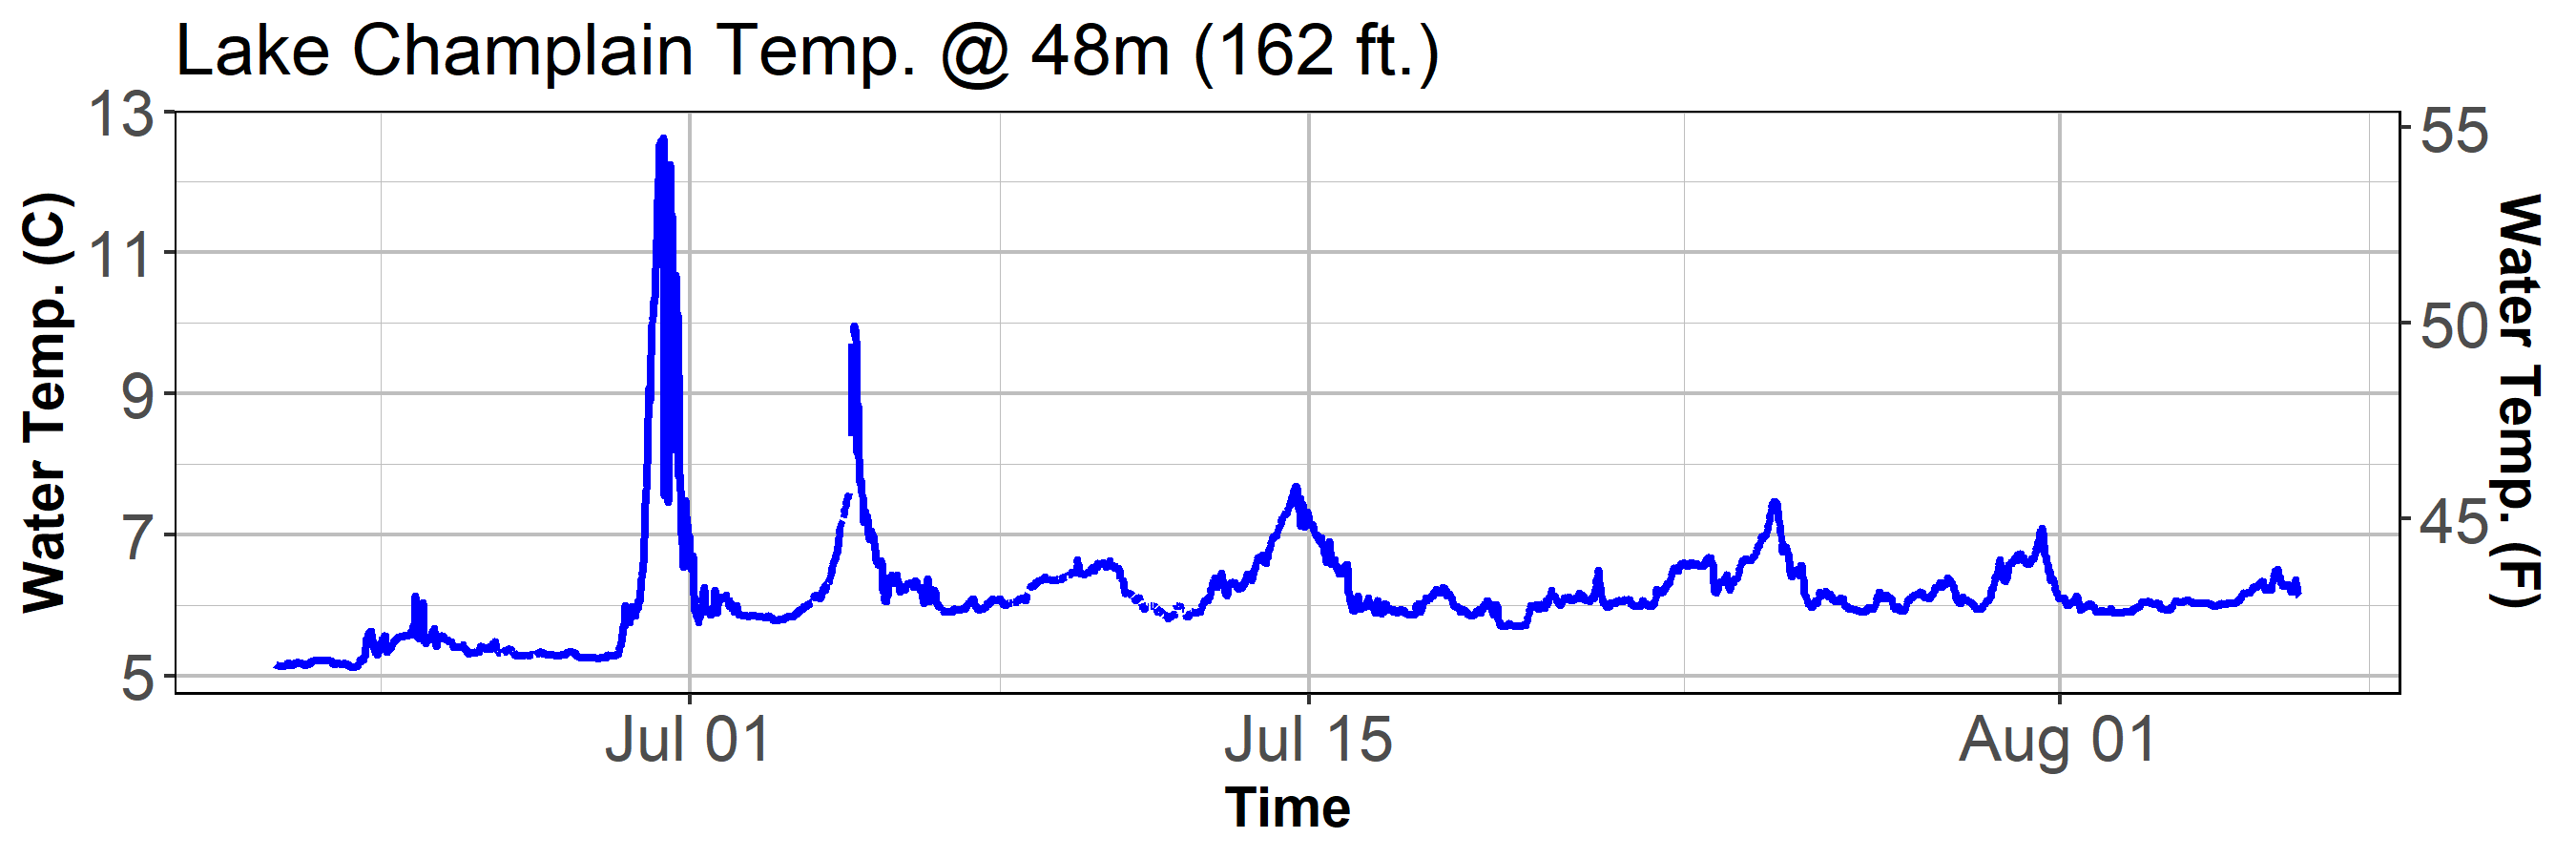 Lake Champlain Temp. @ 48m (162 ft.)
13
11
9
7
5
Water Temp. (C)
55
50
45
Water Temp. (F)
Jul 01
Jul 15
Aug 01
Time